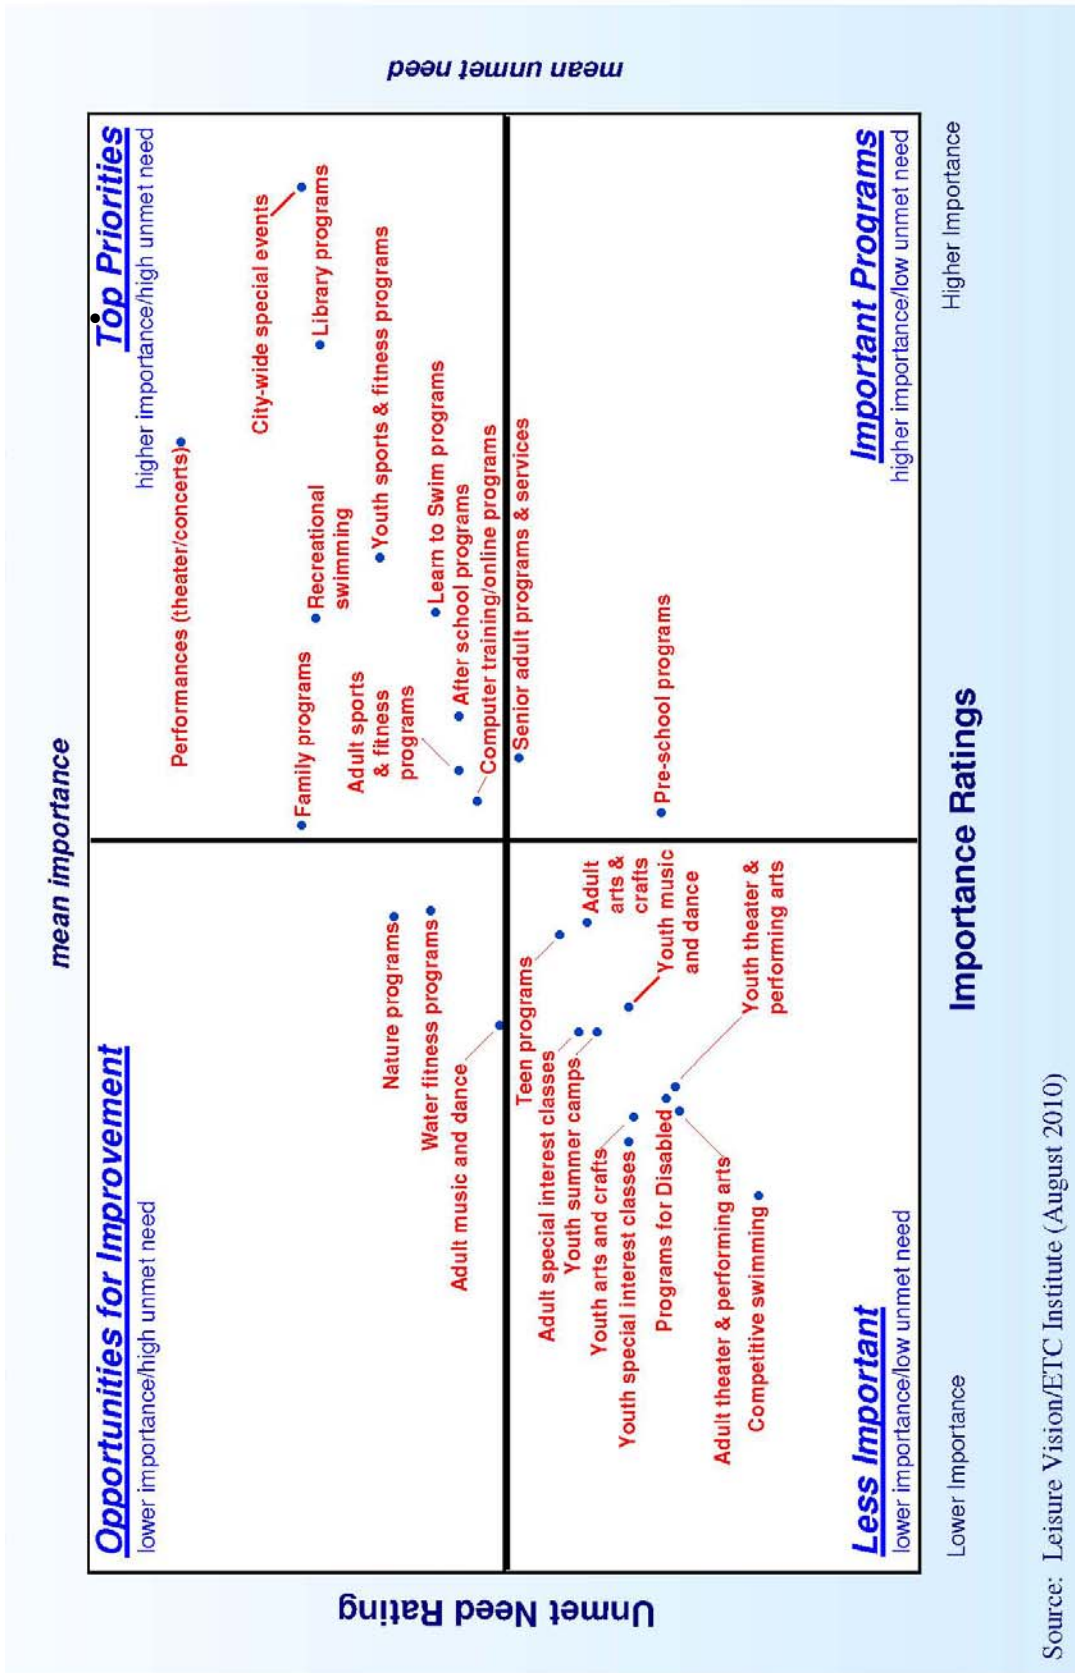 mean importance
Opportunities for Improvement
lower importance/high unmet need
Top Priorities
higher importance/high unmet need
Performances (theater/concerts)
City-wide special events
Family programs
Library programs
Recreational
swimming
Adult sports
& fitness
programs
Youth sports & fitness programs
Nature programs
Water fitness programs
Learn to Swim programs
After school programs
Adult music and dance
Computer training/online programs
Unmet Need Rating
mean unmet need
Senior adult programs & services
Teen programs
Adult
arts &
crafts
Adult special interest classes
Youth summer camps
Youth music
and dance
Youth arts and crafts
Youth special interest classes
Pre-school programs
Programs for Disabled
Youth theater &
performing arts
Adult theater & performing arts
Competitive swimming
Less Important
lower importance/low unmet need
Important Programs
higher importance/low unmet need
Lower Importance
Importance Ratings
Higher Importance
Source: Leisure Vision/ETC Institute (August 2010)